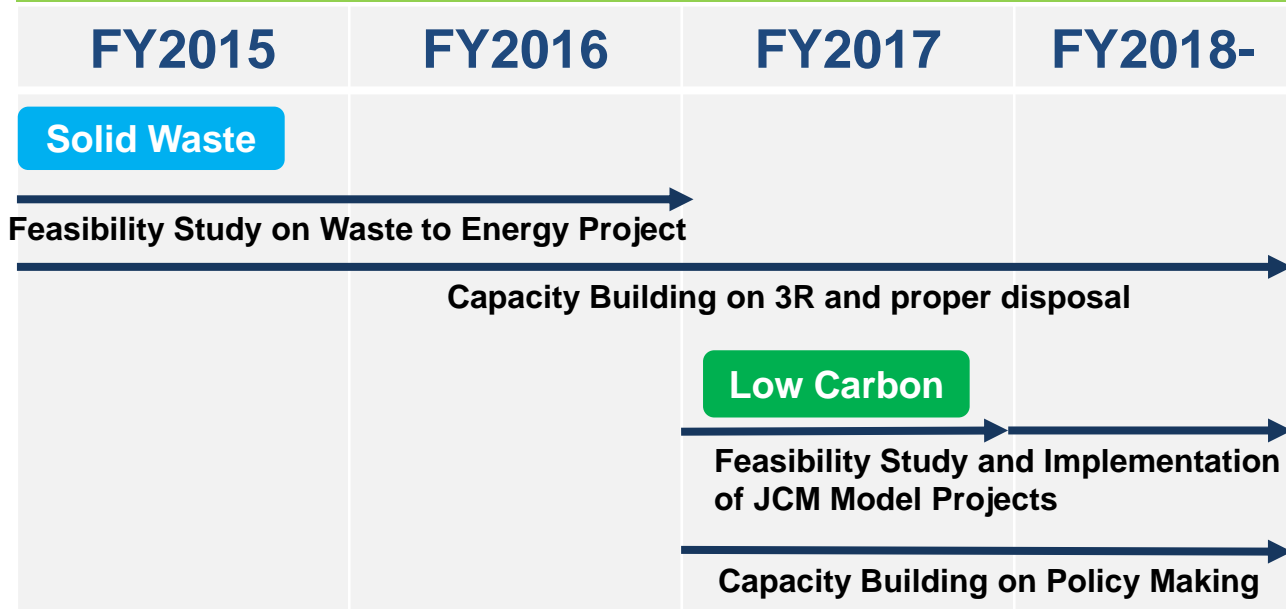 FY2015 FY2016 FY2017 FY2018-
Solid Waste
Feasibility Study on Waste to Energy Project
Capacity Building on 3R and proper disposal
Low Carbon
Feasibility Study and Implementation
of JCM Model Projects
Capacity Building on Policy Making